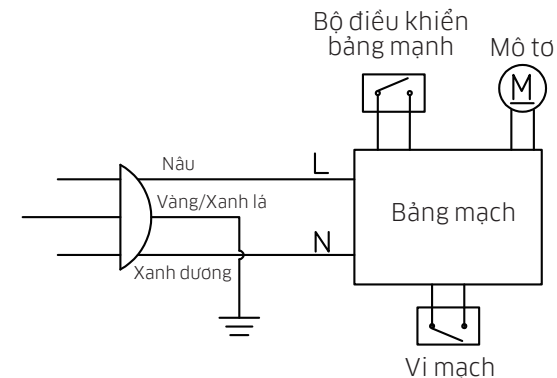 Bộ điều khiển
bảng mạnh
Mô tơ
M
Nâu
L
Vàng/Xanh lá
Bảng mạch
N
Xanh dương
Vi mạch